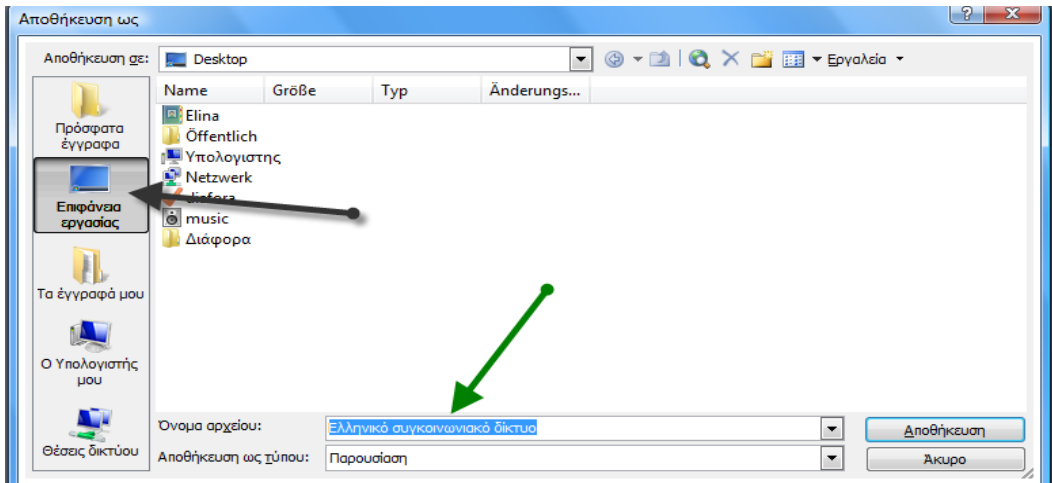 Αποθήκευση ως
Αποθήκευση σε: Desktop Εργαλεία
Πρόσφατα
έγγραφα
Επιφάνεια
εργασίας
Τα έγγραφά μου
Ο Υπολογιστής
μου
Θέσεις δικτύου
Name Größe Typ Änderungs...
Elina
Öffentlich
Υπολογιστης
Netzwerk
music
Διάφορα
Όνομα αρχείου: Ελληνικό συγκοινωνιακό δίκτυο Αποθήκευση
Αποθήκευση ως τύπου: Παρουσίαση Άκυρο